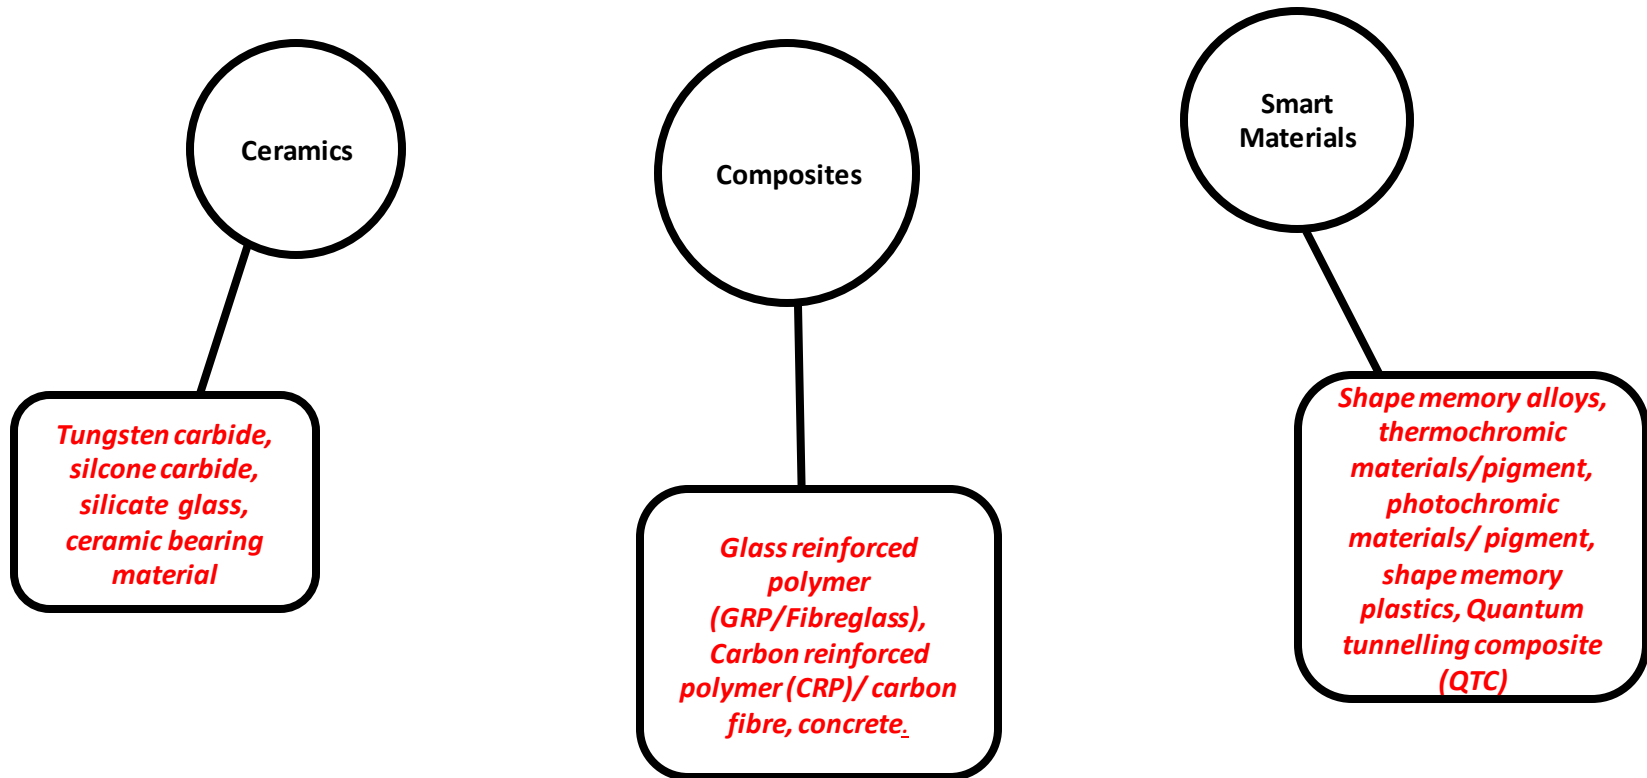 Ceramics
Tungsten carbide,
silcone carbide,
silicate glass,
ceramic bearing
material
Composites
Glass reinforced
polymer
(GRP/Fibreglass),
Carbon reinforced
polymer (CRP)/ carbon
fibre, concrete.
Smart
Materials
Shape memory alloys,
thermochromic
materials/pigment,
photochromic
materials/ pigment,
shape memory
plastics, Quantum
tunnelling composite
(QTC)